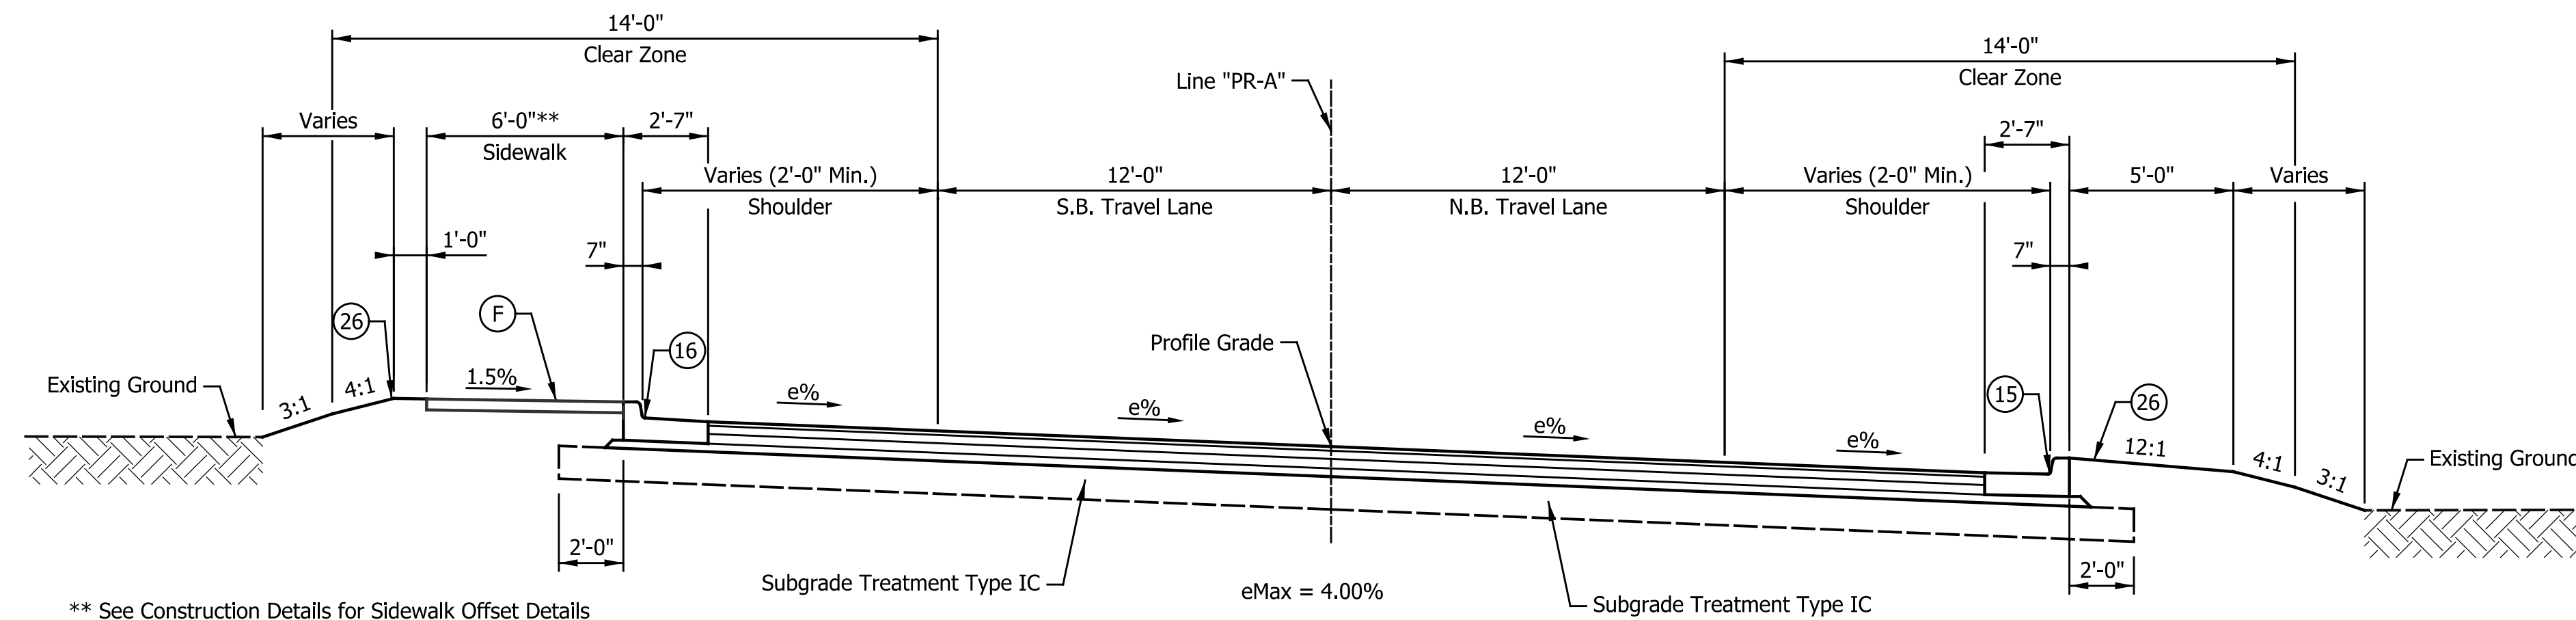 14'-0"
Clear Zone
14'-0"
Clear Zone
Line "PR-A"
Varies
6'-0"**
Sidewalk
2'-7"
2'-7"
Varies (2'-0" Min.)
Shoulder
12'-0"
S.B. Travel Lane
12'-0"
N.B. Travel Lane
Varies (2-0" Min.)
Shoulder
5'-0"
Varies
1'-0"
7"
7"
26
F
16
Profile Grade
Existing Ground
3:1
4:1
1.5%
e%
e%
e%
e%
15
26
12:1
4:1
3:1
Existing Ground
2'-0"
Subgrade Treatment Type IC
eMax = 4.00%
Subgrade Treatment Type IC
2'-0"
** See Construction Details for Sidewalk Offset Details